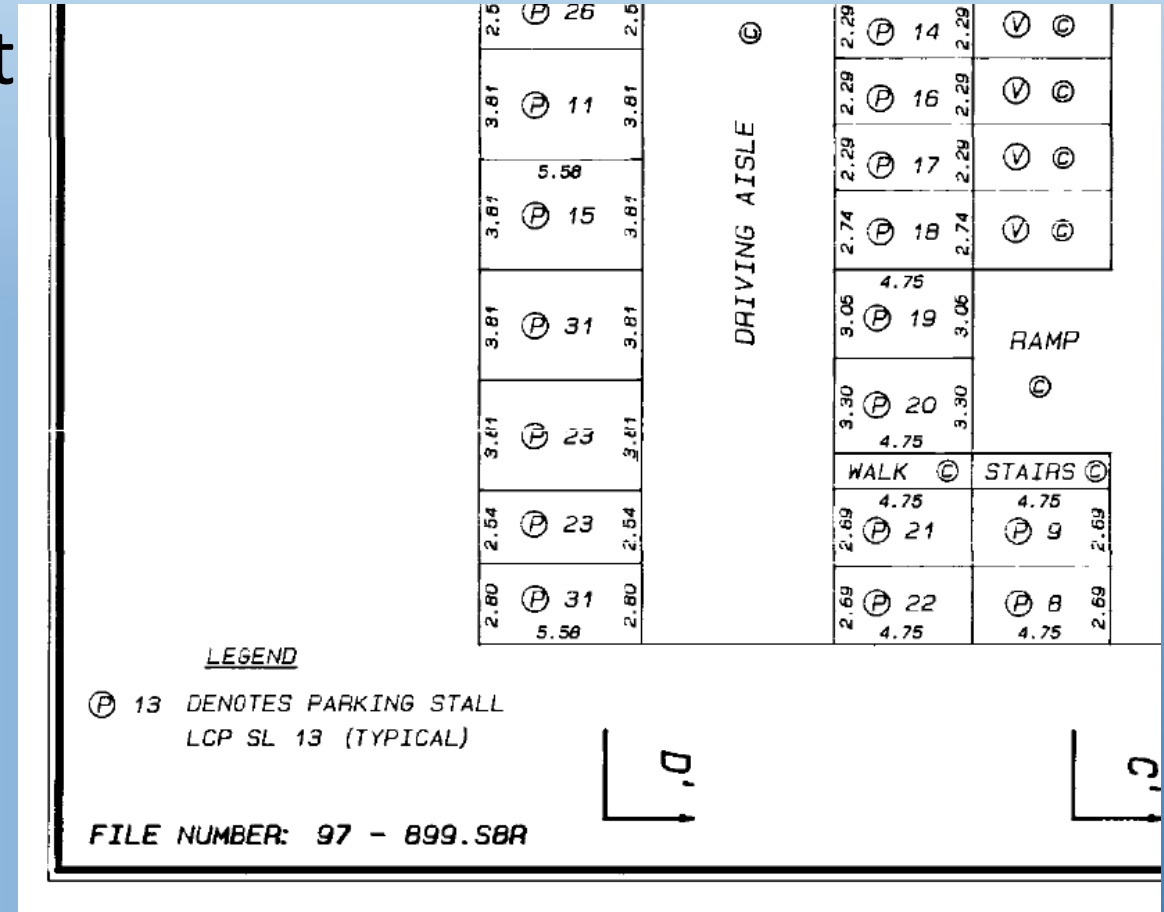 t
2.5 Ⓟ 26 2.5
Ⓒ
2.29 Ⓟ 14 2.29 Ⓥ Ⓒ
3.81 Ⓟ 11 3.81
2.29 Ⓟ 16 2.29 Ⓥ Ⓒ
5.58
2.29 Ⓟ 17 2.29 Ⓥ Ⓒ
3.81 Ⓟ 15 3.81
DRIVING AISLE
2.74 Ⓟ 18 2.74 Ⓥ Ⓒ
4.75
3.81 Ⓟ 31 3.81
3.05 Ⓟ 19 3.05
RAMP
Ⓒ
3.30 Ⓟ 20 3.30
4.75
3.81 Ⓟ 23 3.81
WALK Ⓒ STAIRS Ⓒ
4.75 4.75
2.54 Ⓟ 23 2.54
2.69 Ⓟ 21 Ⓟ 9 2.69
2.80 Ⓟ 31 2.80
5.58
2.69 Ⓟ 22 Ⓟ 8 2.69
4.75 4.75
LEGEND
Ⓟ 13 DENOTES PARKING STALL
LCP SL 13 (TYPICAL)
D'
C'
FILE NUMBER: 97 - 899.SBR